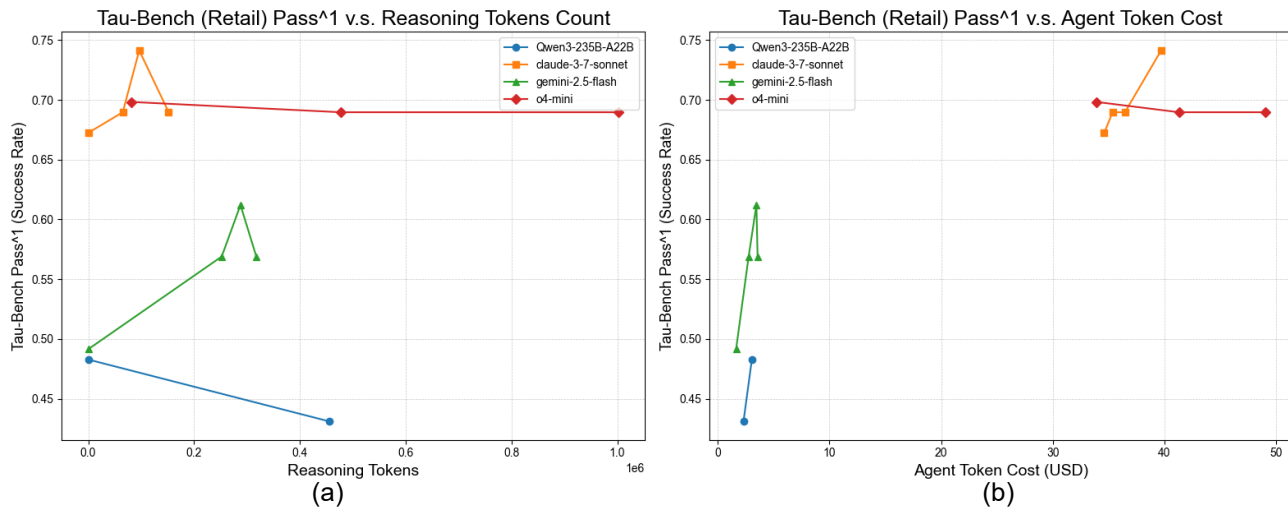 Tau-Bench (Retail) Pass^1 v.s. Reasoning Tokens Count
Tau-Bench Pass^1 (Success Rate)
0.75
0.70
0.65
0.60
0.55
0.50
0.45
Qwen3-235B-A22B
claude-3-7-sonnet
gemini-2.5-flash
o4-mini
0.0
0.2
0.4
0.6
0.8
1.0
1e6
Reasoning Tokens
(a)
Tau-Bench (Retail) Pass^1 v.s. Agent Token Cost
Tau-Bench Pass^1 (Success Rate)
0.75
0.70
0.65
0.60
0.55
0.50
0.45
Qwen3-235B-A22B
claude-3-7-sonnet
gemini-2.5-flash
o4-mini
0
10
20
30
40
50
Agent Token Cost (USD)
(b)